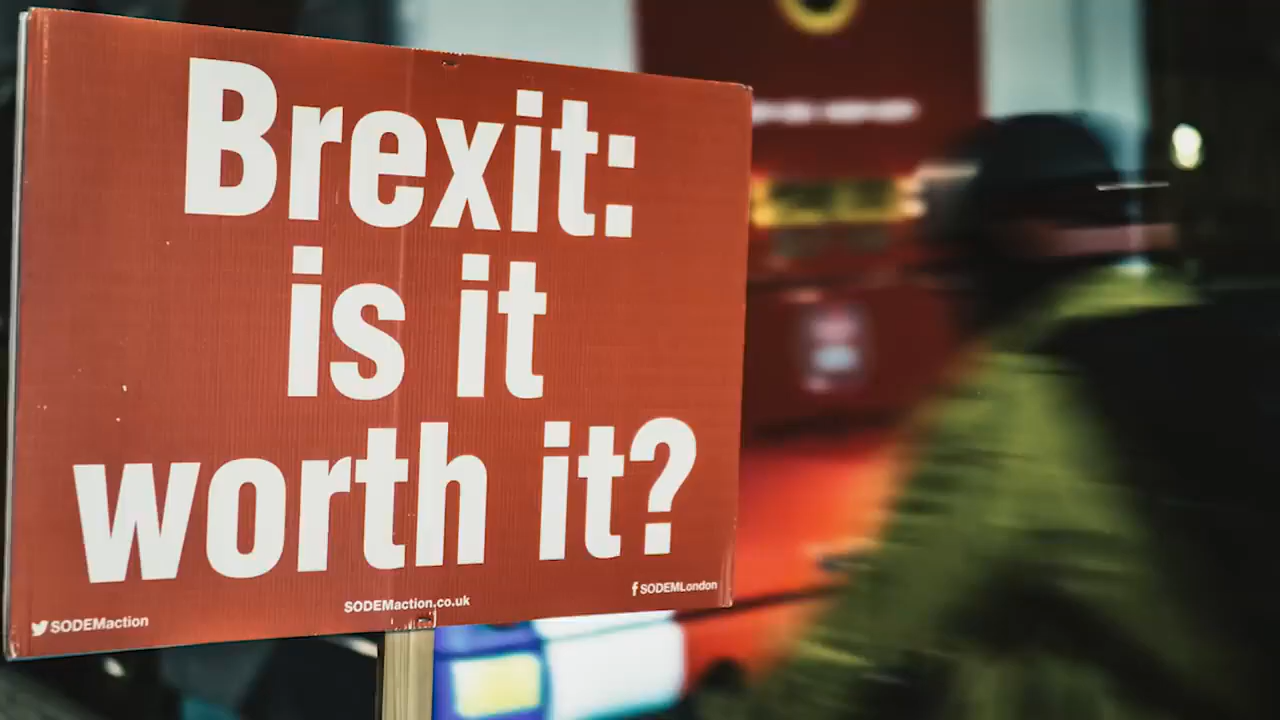 Brexit:
is it
worth it?
SODEMaction
SODEMaction.co.uk
SODEMLondon